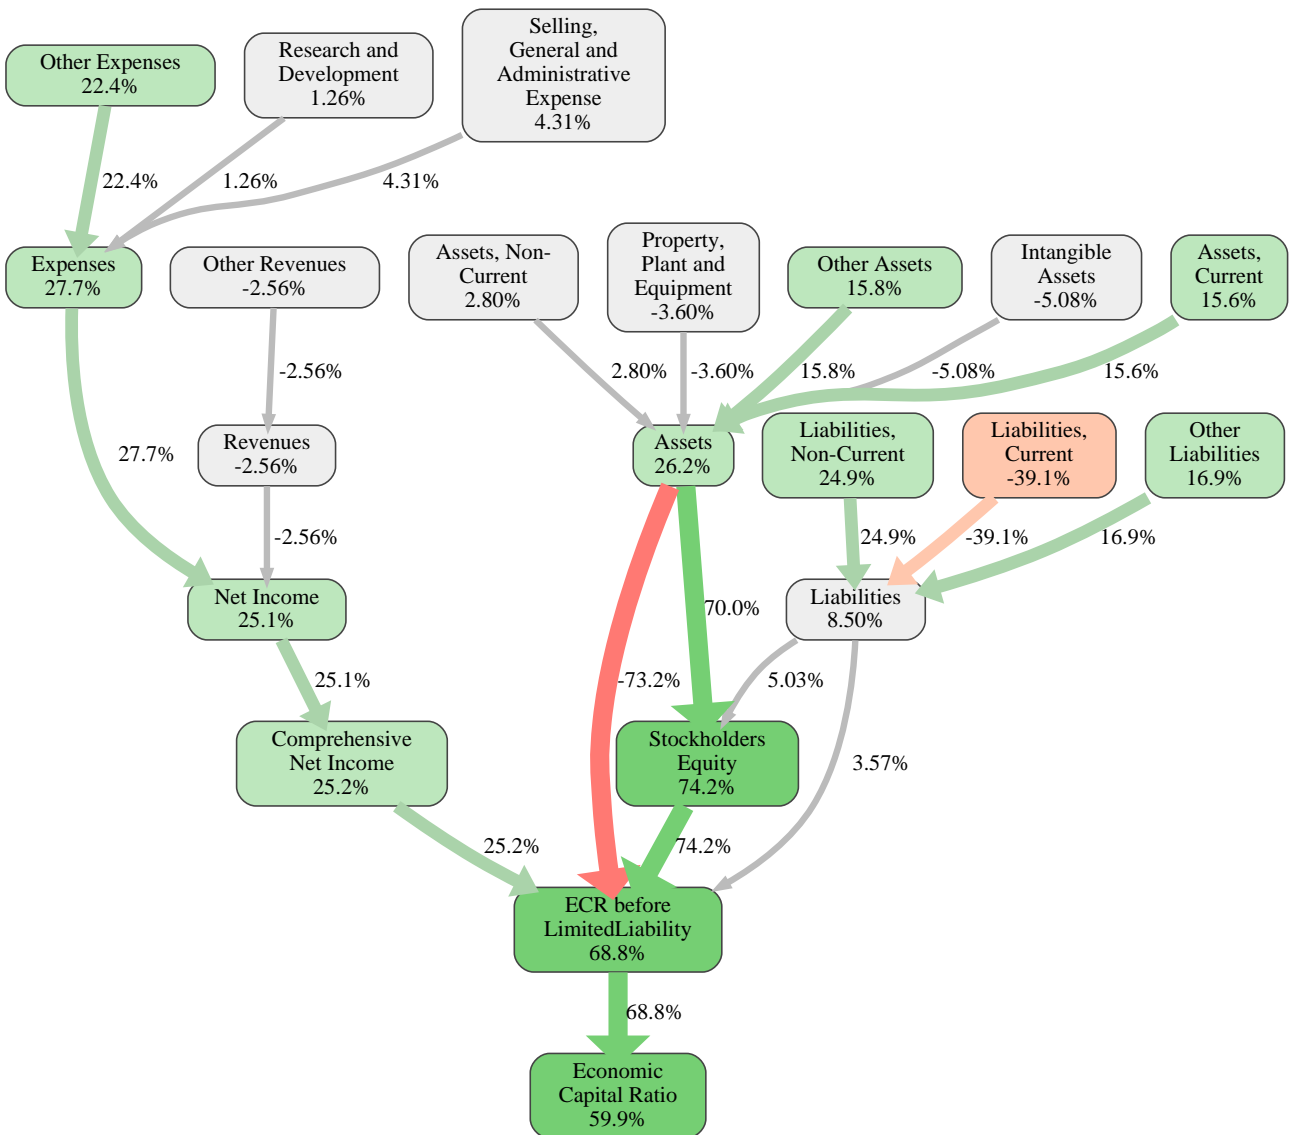 Other Expenses
22.4%
Research and
Development
1.26%
Selling,
General and
Administrative
Expense
4.31%
22.4%
1.26%
4.31%
Expenses
27.7%
Other Revenues
-2.56%
Assets, Non-
Current
2.80%
Property,
Plant and
Equipment
-3.60%
Other Assets
15.8%
Intangible
Assets
-5.08%
Assets,
Current
15.6%
-2.56%
2.80%
-3.60%
15.8%
-5.08%
15.6%
27.7%
Revenues
-2.56%
Assets
26.2%
Liabilities,
Non-Current
24.9%
Liabilities,
Current
-39.1%
Other
Liabilities
16.9%
-2.56%
24.9%
-39.1%
16.9%
Net Income
25.1%
70.0%
Liabilities
8.50%
25.1%
-73.2%
5.03%
Comprehensive
Net Income
25.2%
Stockholders
Equity
74.2%
3.57%
25.2%
74.2%
ECR before
LimitedLiability
68.8%
68.8%
Economic
Capital Ratio
59.9%